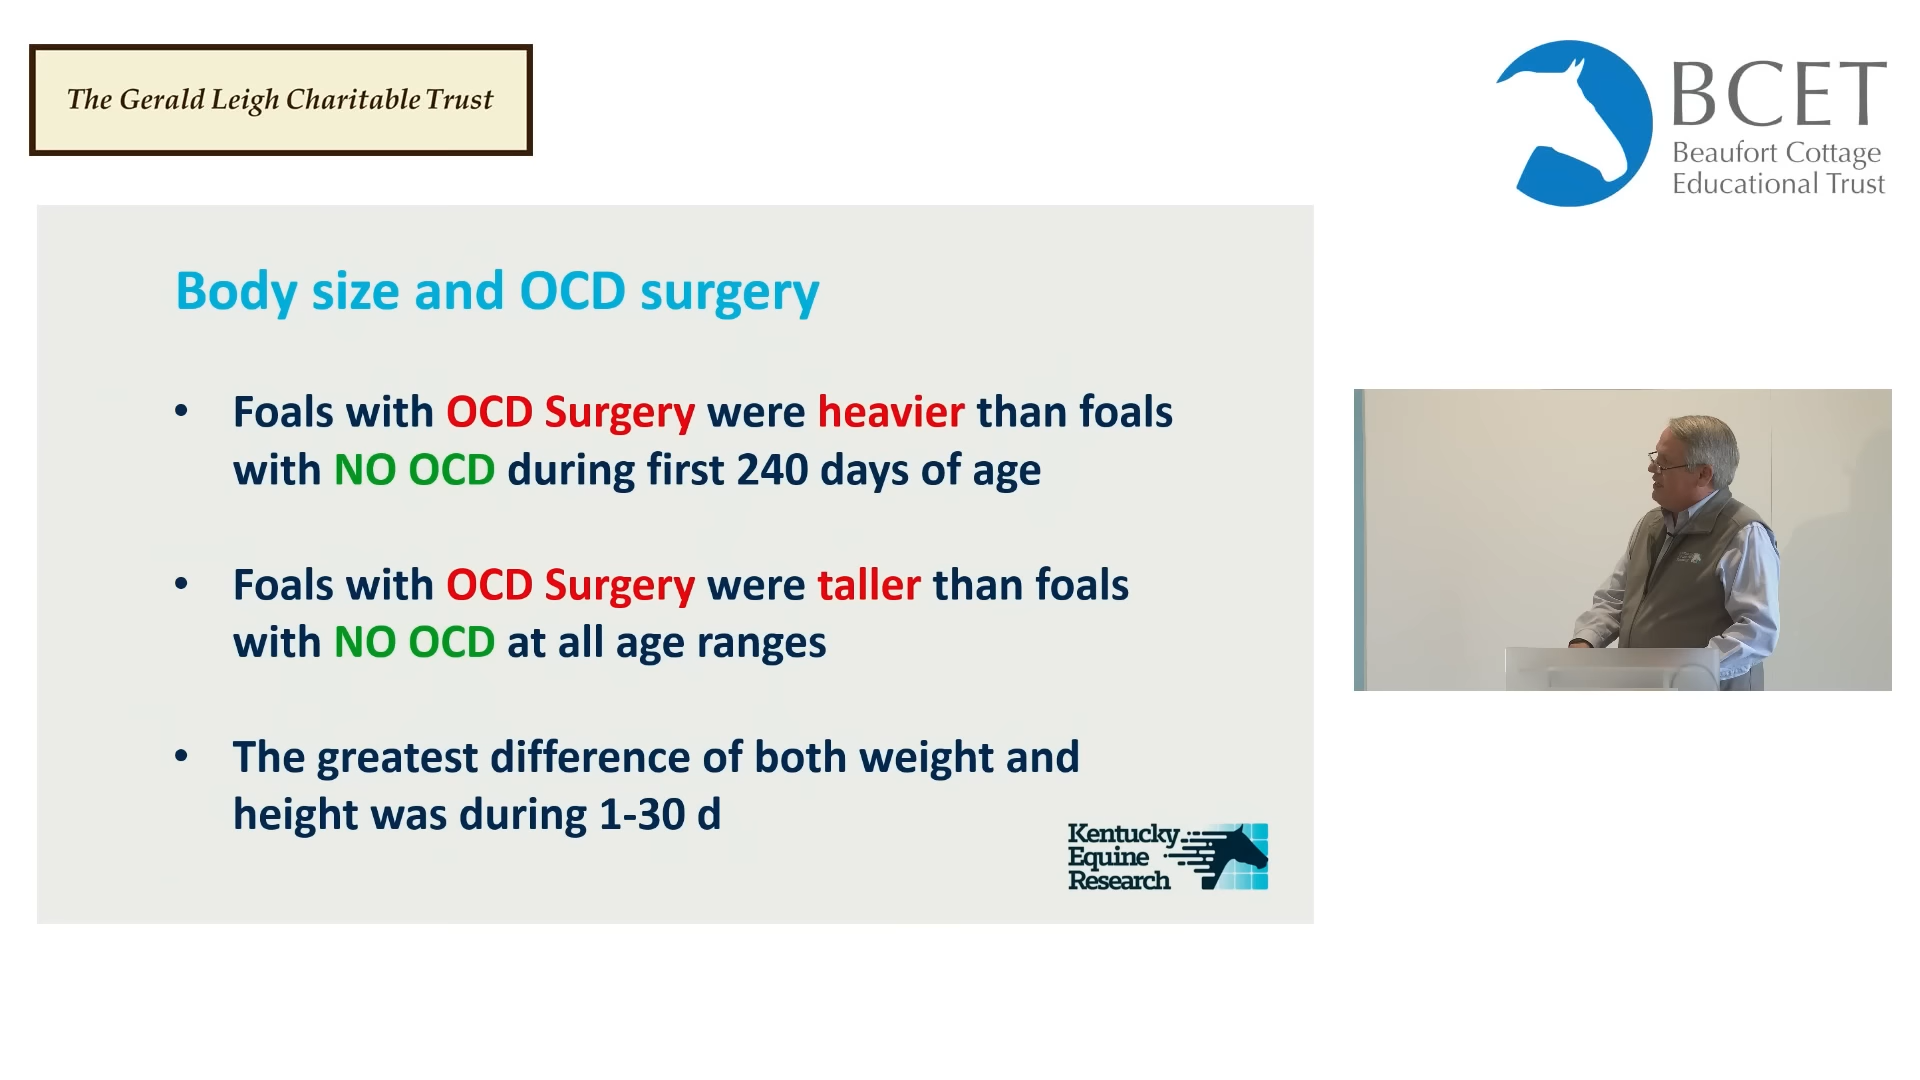 The Gerald Leigh Charitable Trust
BCET
Beaufort Cottage
Educational Trust
Body size and OCD surgery
• Foals with OCD Surgery were heavier than foals
with NO OCD during first 240 days of age
• Foals with OCD Surgery were taller than foals
with NO OCD at all age ranges
• The greatest difference of both weight and
height was during 1-30 d
Kentucky
Equine
Research